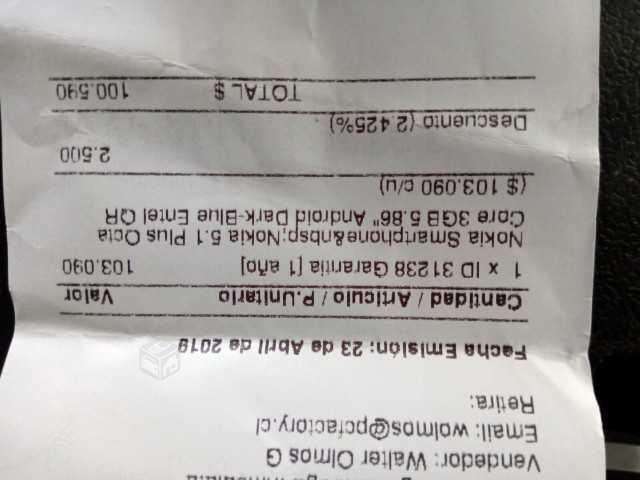 Vendedor: Walter Olmos G
Email: wolmos@pcfactory.cl
Retira:
Fecha Emisión: 23 de Abril de 2019
Cantidad / Artículo / P.Unitario Valor
1 x ID 31238 Garantia [1 año] 103.090
Nokia Smartphone&nbsp;Nokia 5.1 Plus Octa
Core 3GB 5.86" Android Dark-Blue Entel QR
($ 103.090 c/u)
2.500
Descuento (2.425%)
TOTAL $ 100.590